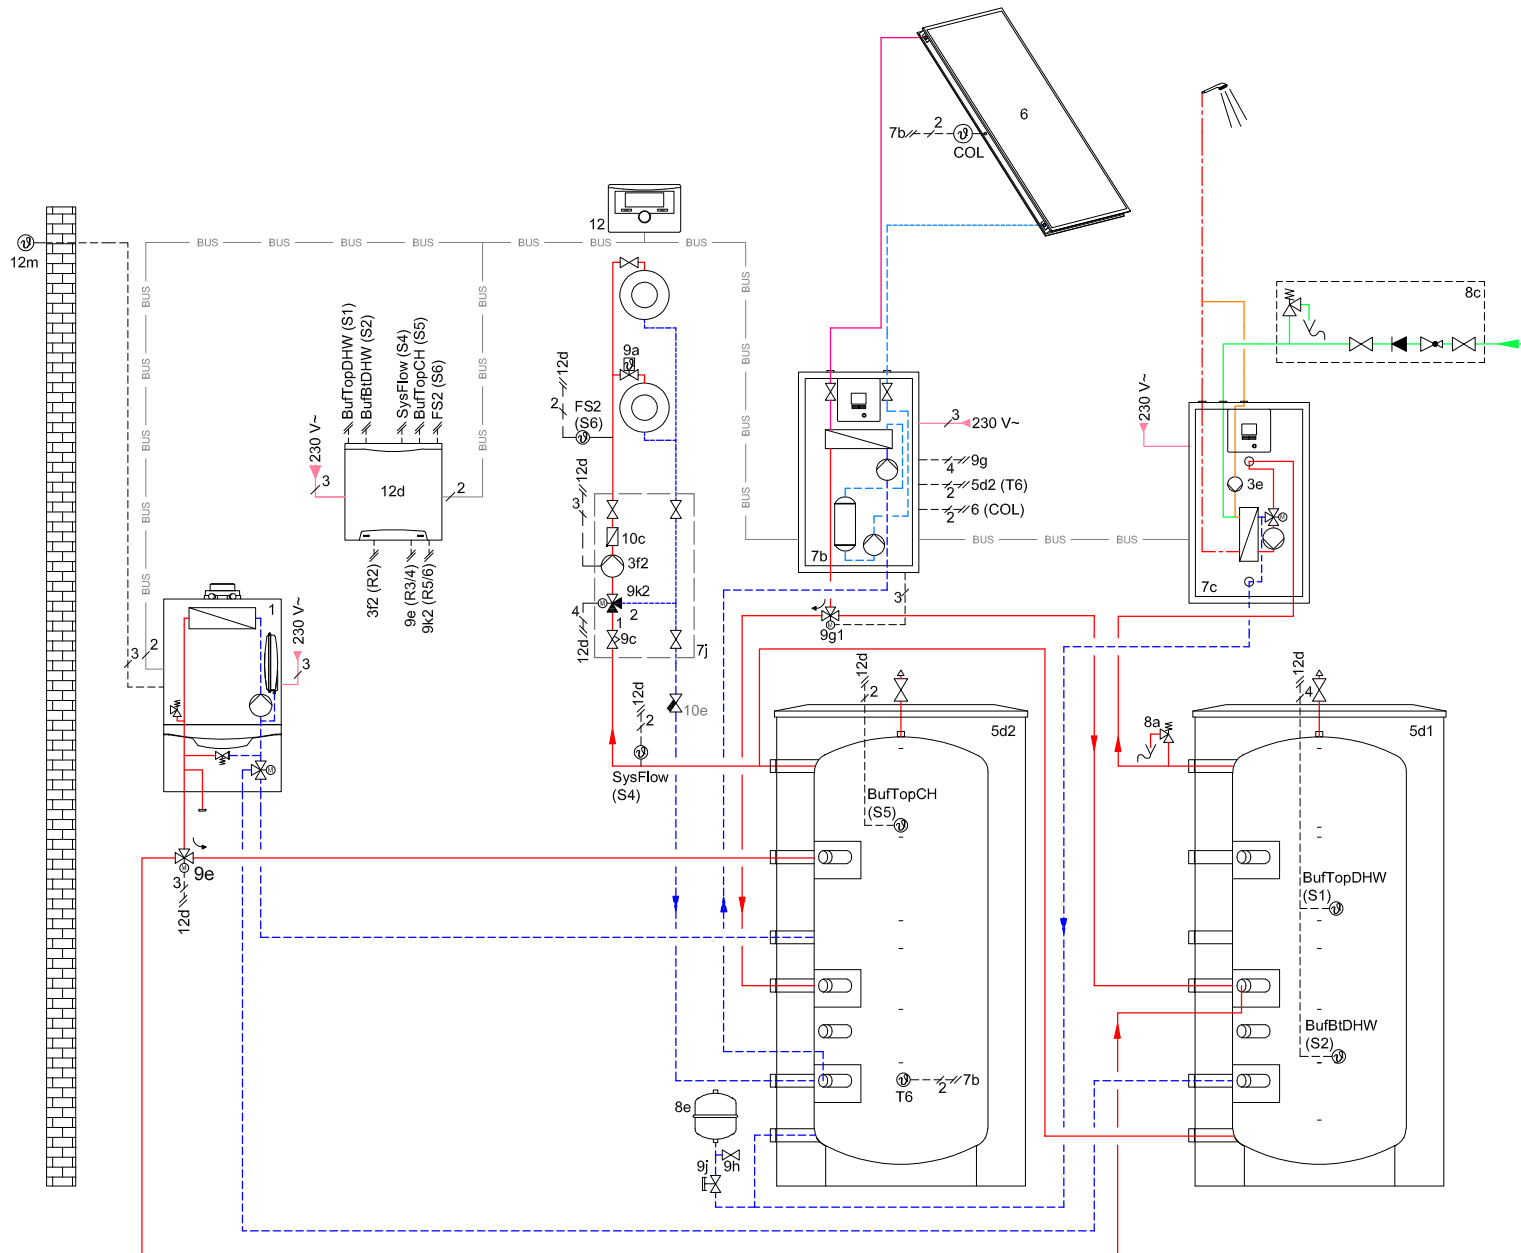 6
7b
2
COL
12
BUS
BUS
BUS
BUS
BUS
BUS
BUS
12m
8c
BUS
BUS
BUS
BUS
BUS
BUS
BUS
BUS
BUS
BUS
BufTopDHW (S1)
BufBtDHW (S2)
SysFlow (S4)
BufTopCH (S5)
FS2 (S6)
230 V~
3
12d
2
3f2 (R2)
9e (R3/4)
9k2 (R5/6)
12d
2
9a
FS2
(S6)
12d
3
10c
3f2
9k2
4
1
2
12d
9c
7j
10e
12d
2
SysFlow
(S4)
3
230 V~
4
9g
2
5d2 (T6)
2
6 (COL)
7b
3
M
9g1
BUS
BUS
BUS
230 V~
3e
M
7c
1
230 V~
3
2
3
M
9e
M
3
12d
12d
2
5d2
BufTopCH
(S5)
T6
2
7b
8e
9j
9h
12d
4
8a
5d1
BufTopDHW
(S1)
BufBtDHW
(S2)